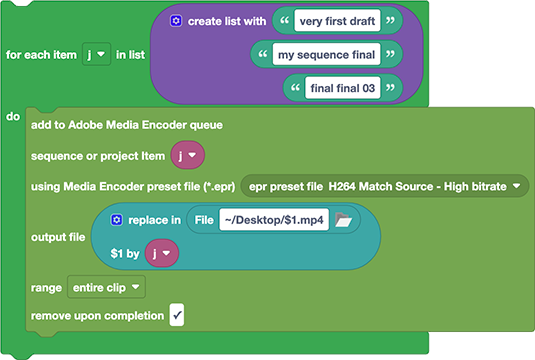 create list with “ very first draft ”
for each item j in list “ my sequence final ”
“ final final 03 ”
do
add to Adobe Media Encoder queue
sequence or project Item j
using Media Encoder preset file (*.epr) epr preset file H264 Match Source - High bitrate
replace in File ~/Desktop/$1.mp4
output file
$1 by j
range entire clip
remove upon completion ✓